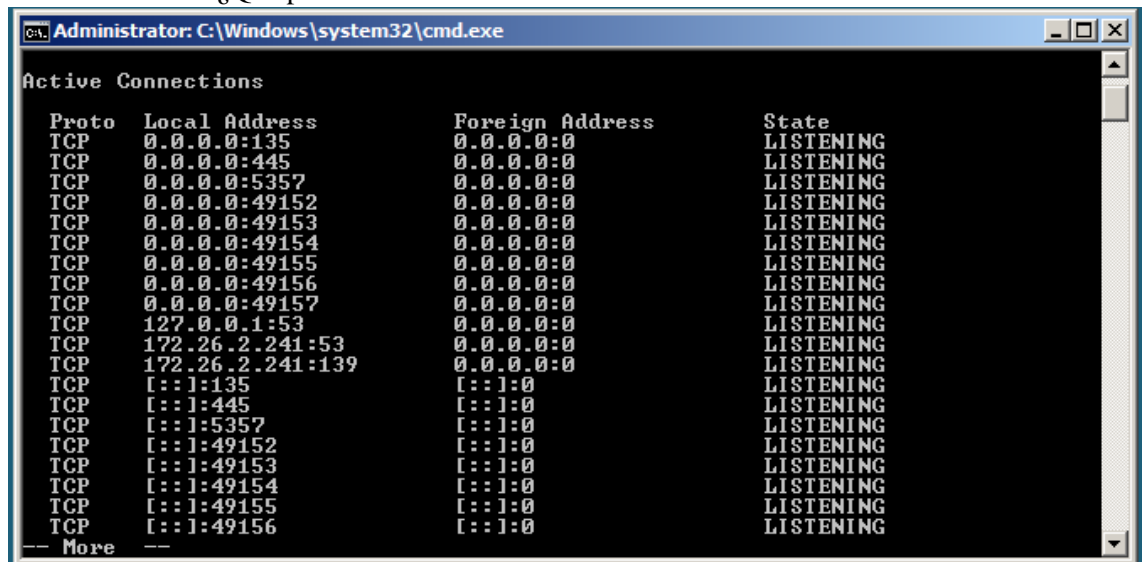 Administrator: C:\Windows\system32\cmd.exe
Active Connections
Proto Local Address Foreign Address State
TCP 0.0.0.0:135 0.0.0.0:0 LISTENING
TCP 0.0.0.0:445 0.0.0.0:0 LISTENING
TCP 0.0.0.0:5357 0.0.0.0:0 LISTENING
TCP 0.0.0.0:49152 0.0.0.0:0 LISTENING
TCP 0.0.0.0:49153 0.0.0.0:0 LISTENING
TCP 0.0.0.0:49154 0.0.0.0:0 LISTENING
TCP 0.0.0.0:49155 0.0.0.0:0 LISTENING
TCP 0.0.0.0:49156 0.0.0.0:0 LISTENING
TCP 0.0.0.0:49157 0.0.0.0:0 LISTENING
TCP 127.0.0.1:53 0.0.0.0:0 LISTENING
TCP 172.26.2.241:53 0.0.0.0:0 LISTENING
TCP 172.26.2.241:139 0.0.0.0:0 LISTENING
TCP [::]:135 [::]:0 LISTENING
TCP [::]:445 [::]:0 LISTENING
TCP [::]:5357 [::]:0 LISTENING
TCP [::]:49152 [::]:0 LISTENING
TCP [::]:49153 [::]:0 LISTENING
TCP [::]:49154 [::]:0 LISTENING
TCP [::]:49155 [::]:0 LISTENING
TCP [::]:49156 [::]:0 LISTENING
-- More --